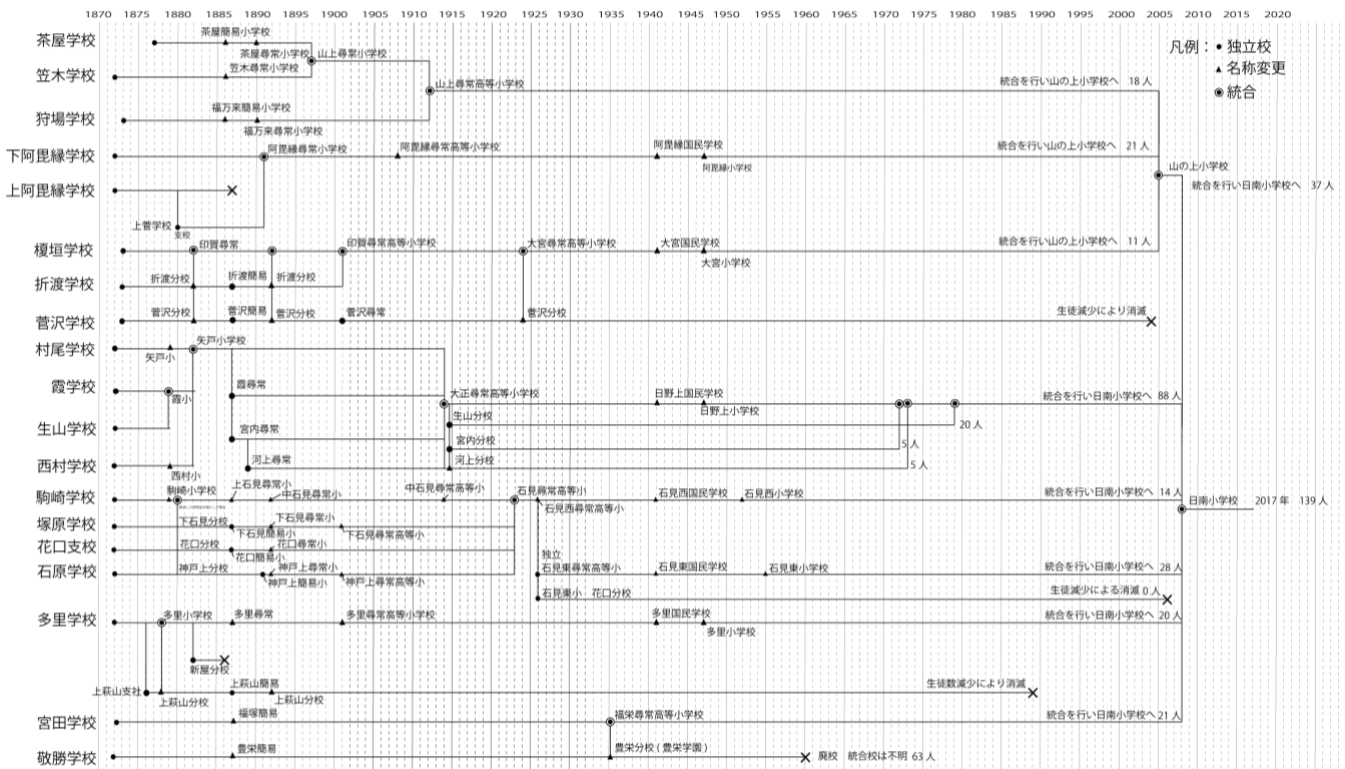 1870 1875 1880 1885 1890 1895 1900 1905 1910 1915 1920 1925 1930 1935 1940 1945 1950 1955 1960 1965 1970 1975 1980 1985 1990 1995 2000 2005 2010 2015 2020
凡例：● 独立校
▲ 名称変更
◉ 統合
茶屋学校
茶屋簡易小学校
茶屋尋常小学校
山上尋常小学校
笠木学校
笠木尋常小学校
山上尋常高等小学校
統合を行い山の上小学校へ 18 人
狩場学校
福万来簡易小学校
福万来尋常小学校
下阿毘縁学校
阿毘縁尋常小学校
阿毘縁尋常高等小学校
阿毘縁国民学校
阿毘縁小学校
統合を行い山の上小学校へ 21 人
山の上小学校
統合を行い日南小学校へ 37 人
上阿毘縁学校
上菅学校
支校
榎垣学校
印賀尋常
印賀尋常高等小学校
大宮尋常高等小学校
大宮国民学校
大宮小学校
統合を行い山の上小学校へ 11 人
折渡学校
折渡分校
折渡簡易
折渡分校
菅沢学校
菅沢分校
菅沢簡易
菅沢分校
菅沢尋常
菅沢分校
生徒減少により消滅
村尾学校
矢戸小
矢戸小学校
霞学校
霞小
霞尋常
大正尋常高等小学校
日野上国民学校
日野上小学校
統合を行い日南小学校へ 88 人
生山学校
宮内尋常
生山分校
20 人
宮内分校
5 人
西村学校
西村小
河上尋常
河上分校
5 人
駒崎学校
駒崎小学校
上石見尋常小
中石見尋常小
中石見尋常高等小
石見尋常高等小
石見西尋常高等小
石見西国民学校
石見西小学校
統合を行い日南小学校へ 14 人
日南小学校
2017 年 139 人
塚原学校
下石見分校
下石見簡易小
下石見尋常小
下石見尋常高等小
花口支校
花口分校
花口簡易小
花口尋常小
独立
石原学校
神戸上分校
神戸上簡易小
神戸上尋常小
神戸上尋常高等小
石見東尋常高等小
石見東国民学校
石見東小学校
統合を行い日南小学校へ 28 人
石見東小 花口分校
生徒減少による消滅 0 人
多里学校
多里小学校
多里尋常
多里尋常高等小学校
多里国民学校
多里小学校
統合を行い日南小学校へ 20 人
新屋分校
上萩山支社
上萩山分校
上萩山簡易
上萩山分校
生徒数減少により消滅
宮田学校
福塚簡易
福栄尋常高等小学校
統合を行い日南小学校へ 21 人
敬勝学校
豊栄簡易
豊栄分校 ( 豊栄学園 )
廃校 統合校は不明 63 人